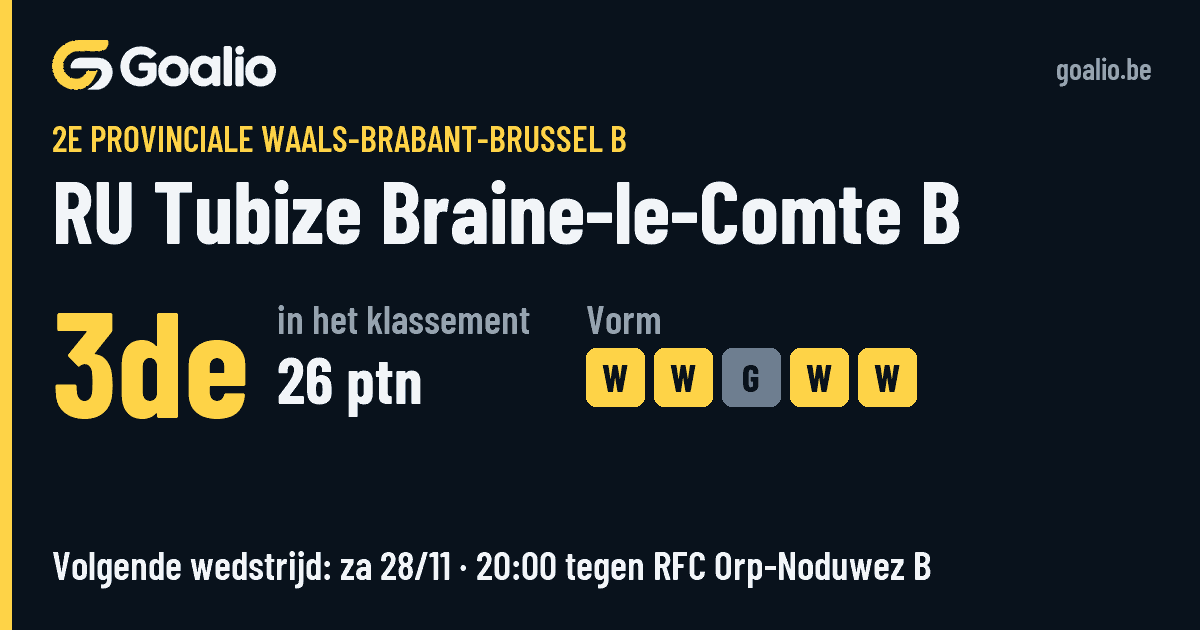 Goalio
goalio.be
2E PROVINCIALE WAALS-BRABANT-BRUSSEL B
RU Tubize Braine-le-Comte B
3de
in het klassement
26 ptn
Vorm
W W G W W
Volgende wedstrijd: za 28/11 · 20:00 tegen RFC Orp-Noduwez B